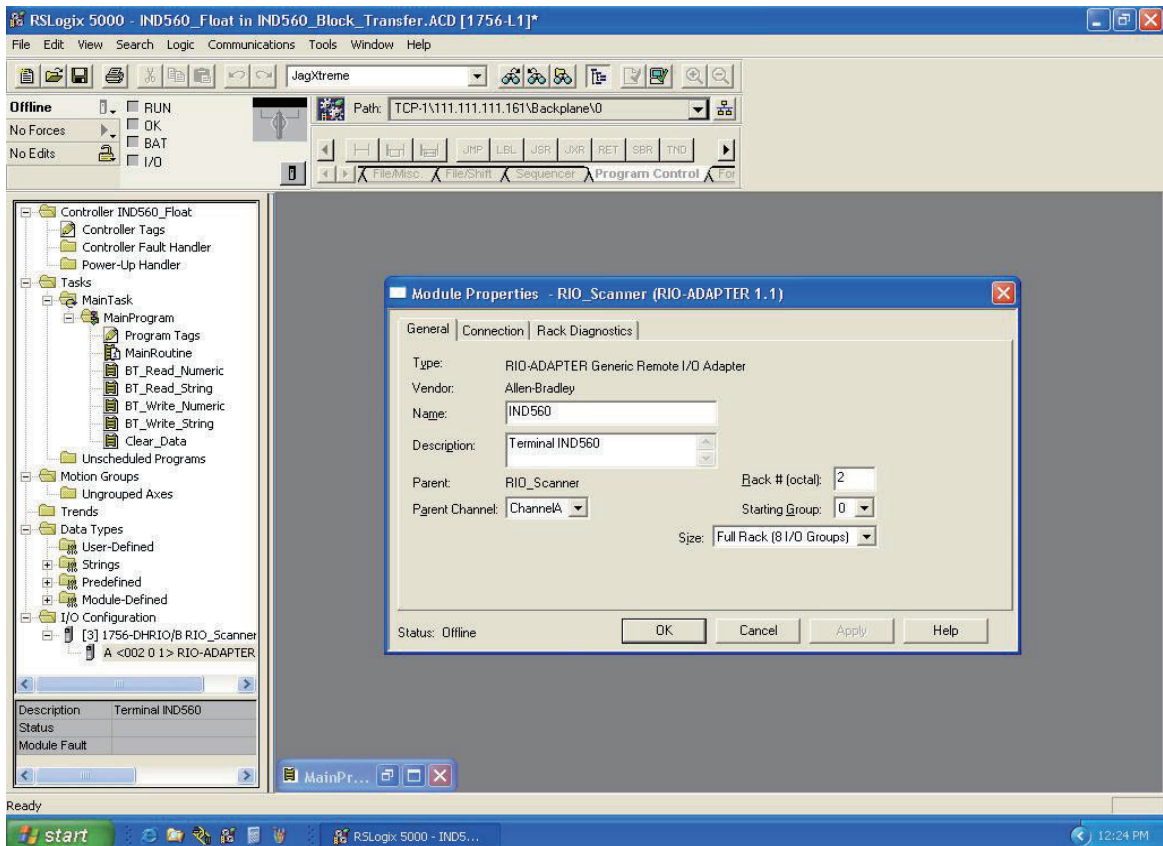 RSLogix 5000 - IND560_Float in IND560_Block_Transfer.ACD [1756-L1]*
File Edit View Search Logic Communications Tools Window Help
JagXtreme
Offline
RUN
No Forces
OK
No Edits
BAT
I/O
Path: TCP-1\111.111.111.161\Backplane\0
JMP LBL JSR JXR RET SBR TND
File/Misc. File/Shift Sequencer Program Control For
Controller IND560_Float
Controller Tags
Controller Fault Handler
Power-Up Handler
Tasks
MainTask
MainProgram
Program Tags
MainRoutine
BT_Read_Numeric
BT_Read_String
BT_Write_Numeric
BT_Write_String
Clear_Data
Unscheduled Programs
Motion Groups
Ungrouped Axes
Trends
Data Types
User-Defined
Strings
Predefined
Module-Defined
I/O Configuration
[3] 1756-DHRIO/B RIO_Scanner
A <002 0 1> RIO-ADAPTER
Description Terminal IND560
Status
Module Fault
Module Properties - RIO_Scanner (RIO-ADAPTER 1.1)
General Connection Rack Diagnostics
Type: RIO-ADAPTER Generic Remote I/O Adapter
Vendor: Allen-Bradley
Name: IND560
Description: Terminal IND560
Parent: RIO_Scanner
Rack # (octal): 2
Parent Channel: ChannelA
Starting Group: 0
Size: Full Rack (8 I/O Groups)
Status: Offline
OK Cancel Apply Help
MainPr...
Ready
start
RSLogix 5000 - IND5...
12:24 PM